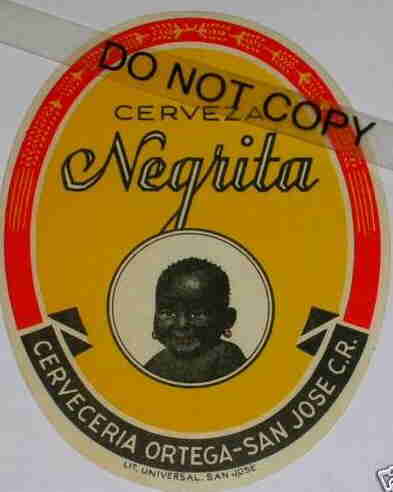 DO NOT COPY
CERVEZA
Negrita
CERVECERIA ORTEGA-SAN JOSE C.R.
LIT. UNIVERSAL. SAN JOSE